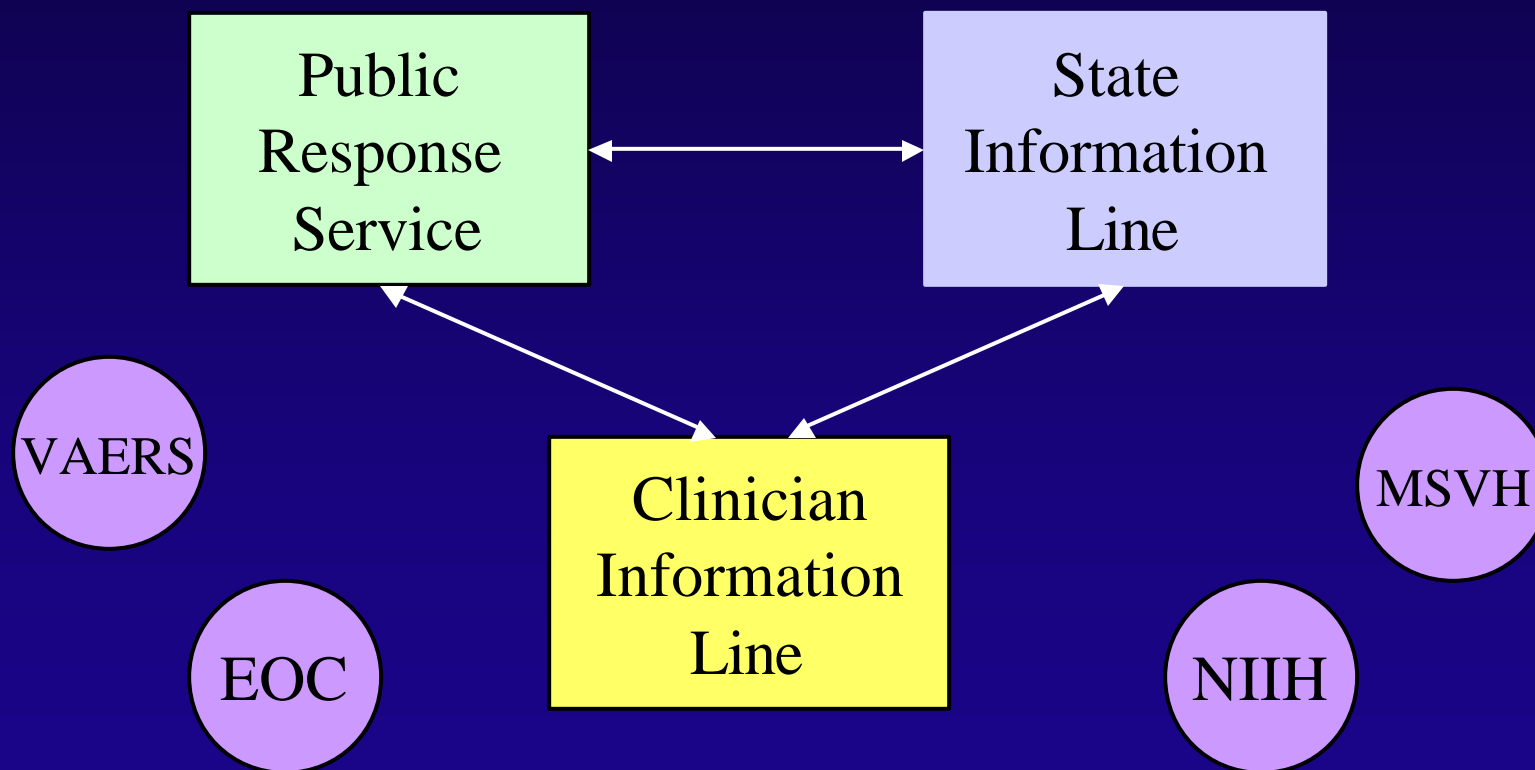 Public
Response
Service
State
Information
Line
VAERS
MSVH
Clinician
Information
Line
EOC
NIIH